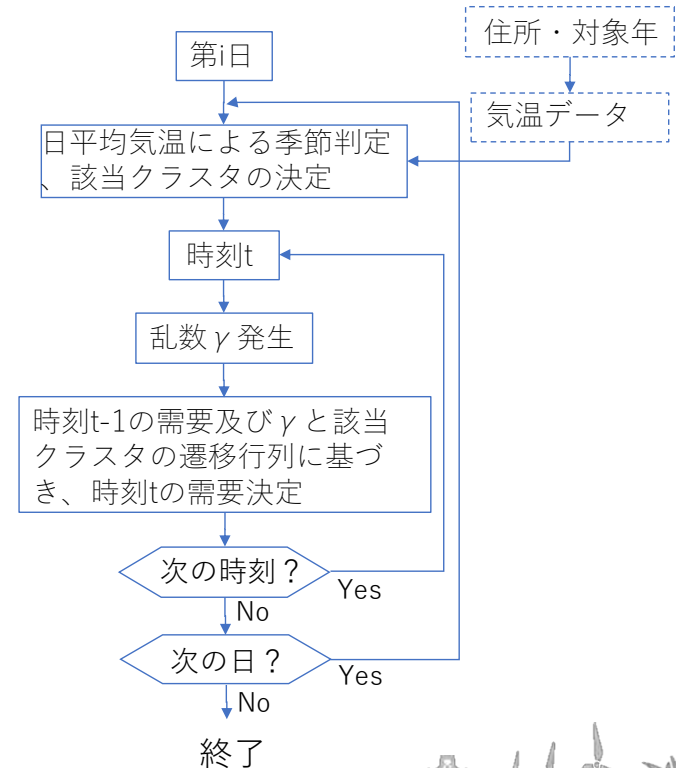 第i日
住所・対象年
気温データ
日平均気温による季節判定
、該当クラスタの決定
時刻t
乱数γ発生
時刻t-1の需要及びγと該当
クラスタの遷移行列に基づ
き、時刻tの需要決定
次の時刻？
Yes
No
次の日？
Yes
No
終了